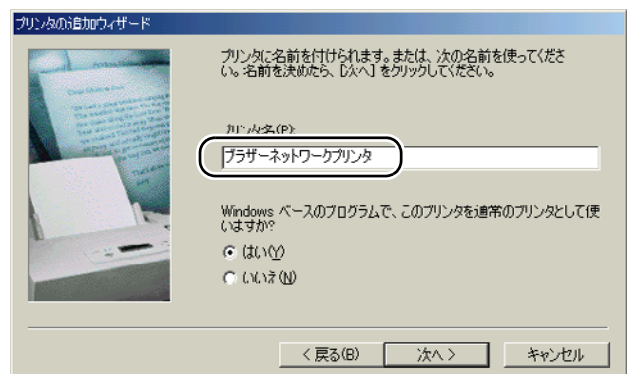 プリンタの追加ウィザード
プリンタに名前を付けられます。または、次の名前を使ってくださ
い。名前を決めたら、[次へ] をクリックしてください。
プリンタ名(P):
ブラザーネットワークプリンタ
Windows ベースのプログラムで、このプリンタを通常のプリンタとして使
いますか?
はい(Y)
いいえ(N)
< 戻る(B)
次へ >
キャンセル